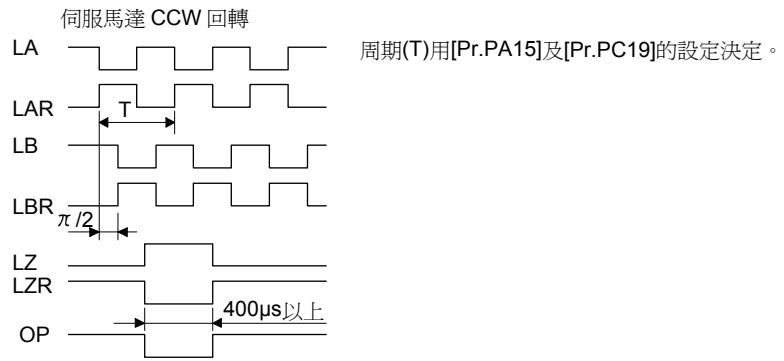 伺服馬達 CCW 回轉
LA
周期(T)用[Pr.PA15]及[Pr.PC19]的設定決定。
LAR
T
LB
LBR
π/2
LZ
LZR
400μs以上
OP